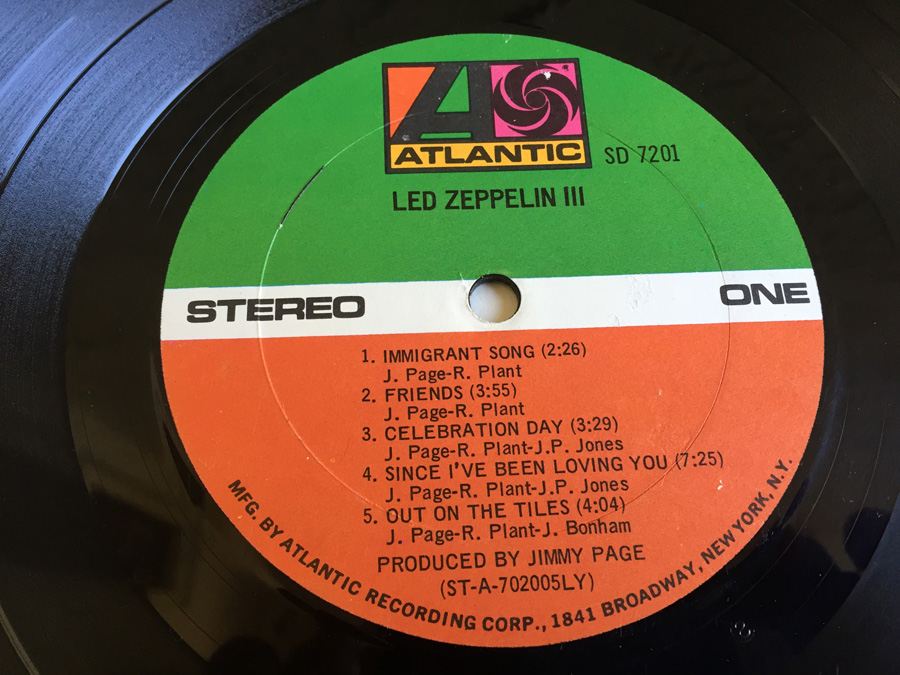 ATLANTIC
SD 7201
LED ZEPPELIN III
STEREO
ONE
1. IMMIGRANT SONG (2:26)
J. Page-R. Plant
2. FRIENDS (3:55)
J. Page-R. Plant
3. CELEBRATION DAY (3:29)
J. Page-R. Plant-J.P. Jones
4. SINCE I'VE BEEN LOVING YOU (7:25)
J. Page-R. Plant-J.P. Jones
5. OUT ON THE TILES (4:04)
J. Page-R. Plant-J. Bonham
PRODUCED BY JIMMY PAGE
(ST-A-702005LY)
MFG. BY ATLANTIC RECORDING CORP., 1841 BROADWAY, NEW YORK, N.Y.